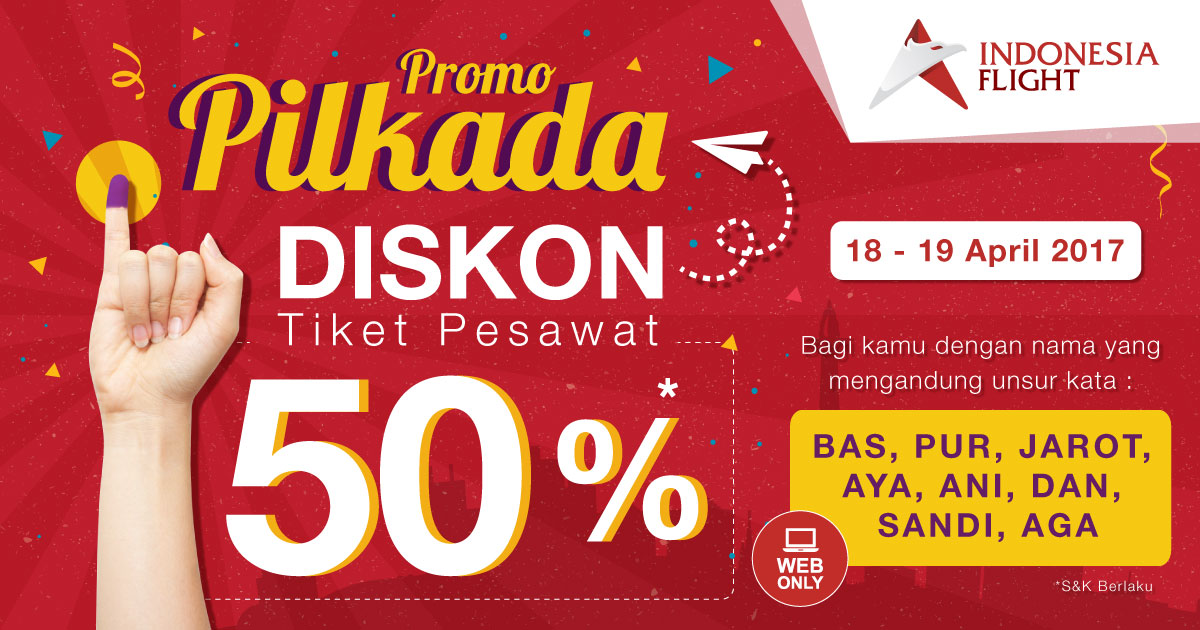 Promo
Pilkada
DISKON
Tiket Pesawat
50%*
INDONESIA
FLIGHT
18 - 19 April 2017
Bagi kamu dengan nama yang
mengandung unsur kata :
BAS, PUR, JAROT,
AYA, ANI, DAN,
SANDI, AGA
WEB
ONLY
*S&K Berlaku